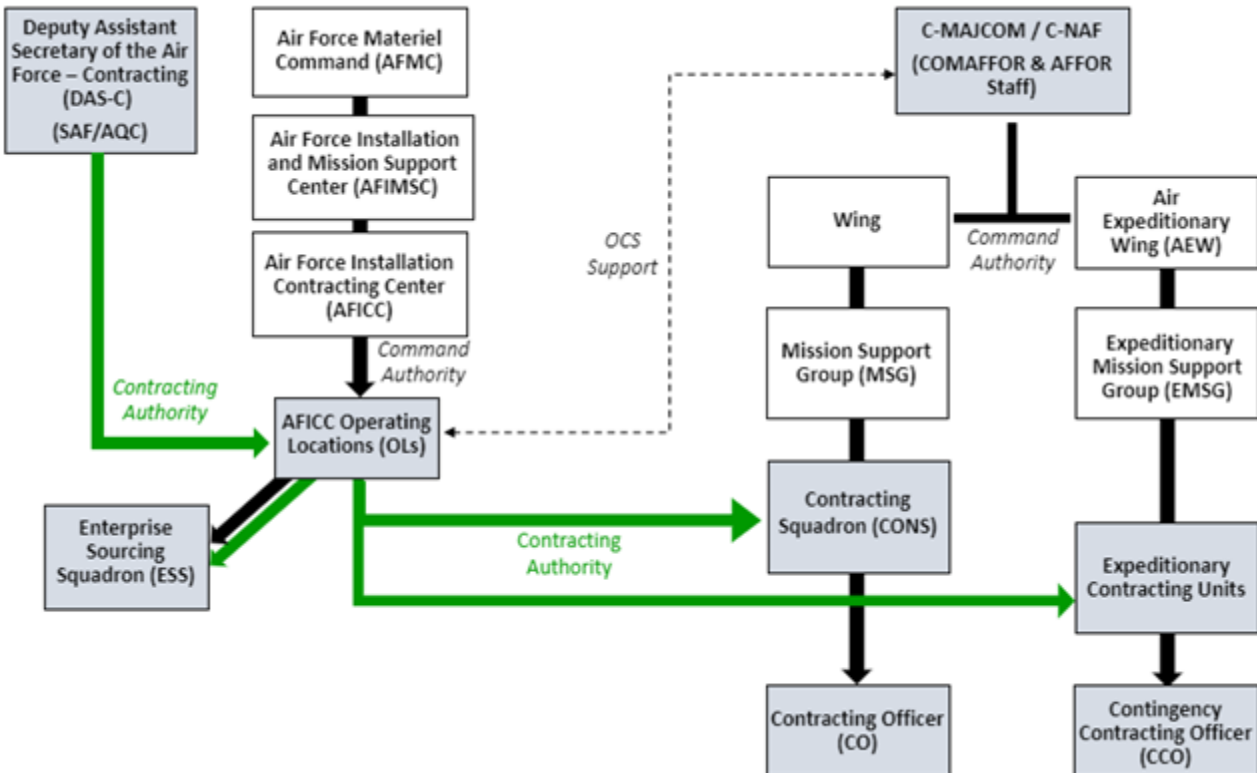 Deputy Assistant
Secretary of the Air
Force – Contracting
(DAS-C)
(SAF/AQC)
Air Force Materiel
Command (AFMC)
Air Force Installation
and Mission Support
Center (AFIMSC)
Air Force Installation
Contracting Center
(AFICC)
Command
Authority
Contracting
Authority
AFICC Operating
Locations (OLs)
Enterprise
Sourcing
Squadron (ESS)
OCS
Support
C-MAJCOM / C-NAF
(COMAFFOR & AFFOR
Staff)
Wing
Command
Authority
Air
Expeditionary
Wing (AEW)
Mission Support
Group (MSG)
Expeditionary
Mission Support
Group (EMSG)
Contracting
Squadron (CONS)
Contracting
Authority
Expeditionary
Contracting Units
Contracting Officer
(CO)
Contingency
Contracting Officer
(CCO)